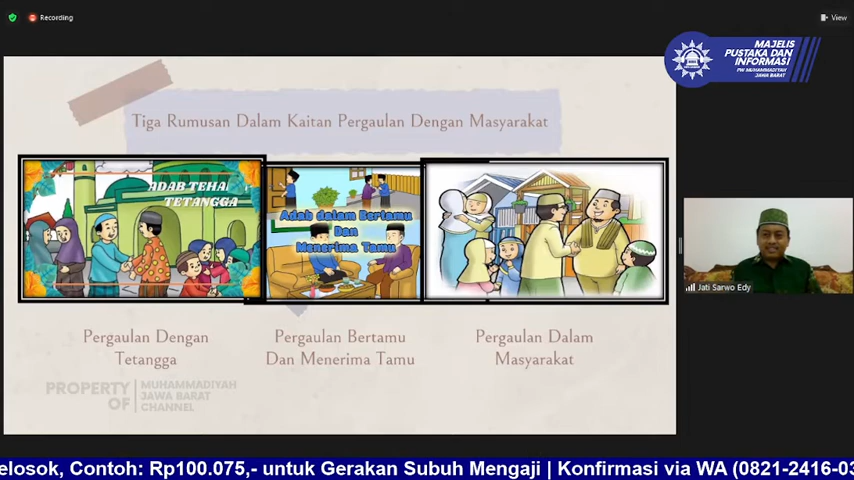 Recording
View
MAJELIS
PUSTAKA DAN
INFORMASI
PW MUHAMMADIYAH
JAWA BARAT
Tiga Rumusan Dalam Kaitan Pergaulan Dengan Masyarakat
ADAB
TETANGGA
Adab dalam Bertamu
Dan
Menerima Tamu
Jati Sarwo Edy
Pergaulan Dengan
Tetangga
Pergaulan Bertamu
Dan Menerima Tamu
Pergaulan Dalam
Masyarakat
PROPERTY
OF
MUHAMMADIYAH
JAWA BARAT
CHANNEL
elosok, Contoh: Rp100.075,- untuk Gerakan Subuh Mengaji | Konfirmasi via WA (0821-2416-03